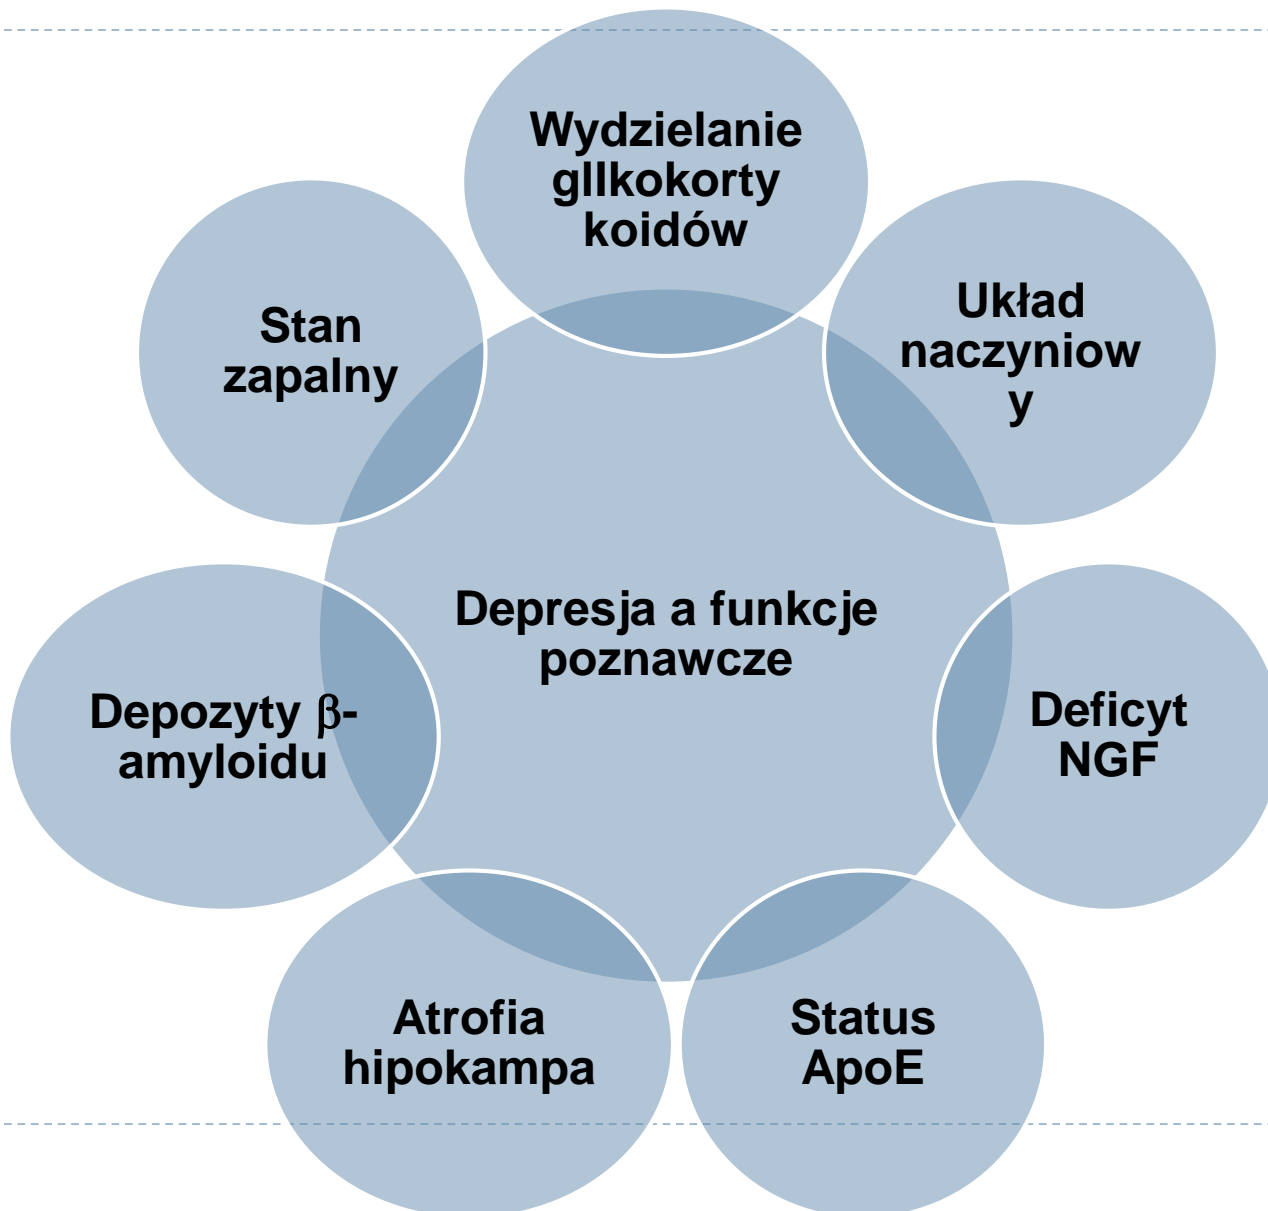 Wydzielanie
gllkokorty
koidów
Układ
naczyniow
y
Stan
zapalny
Depresja a funkcje
poznawcze
Deficyt
NGF
Depozyty β-
amyloidu
Status
ApoE
Atrofia
hipokampa